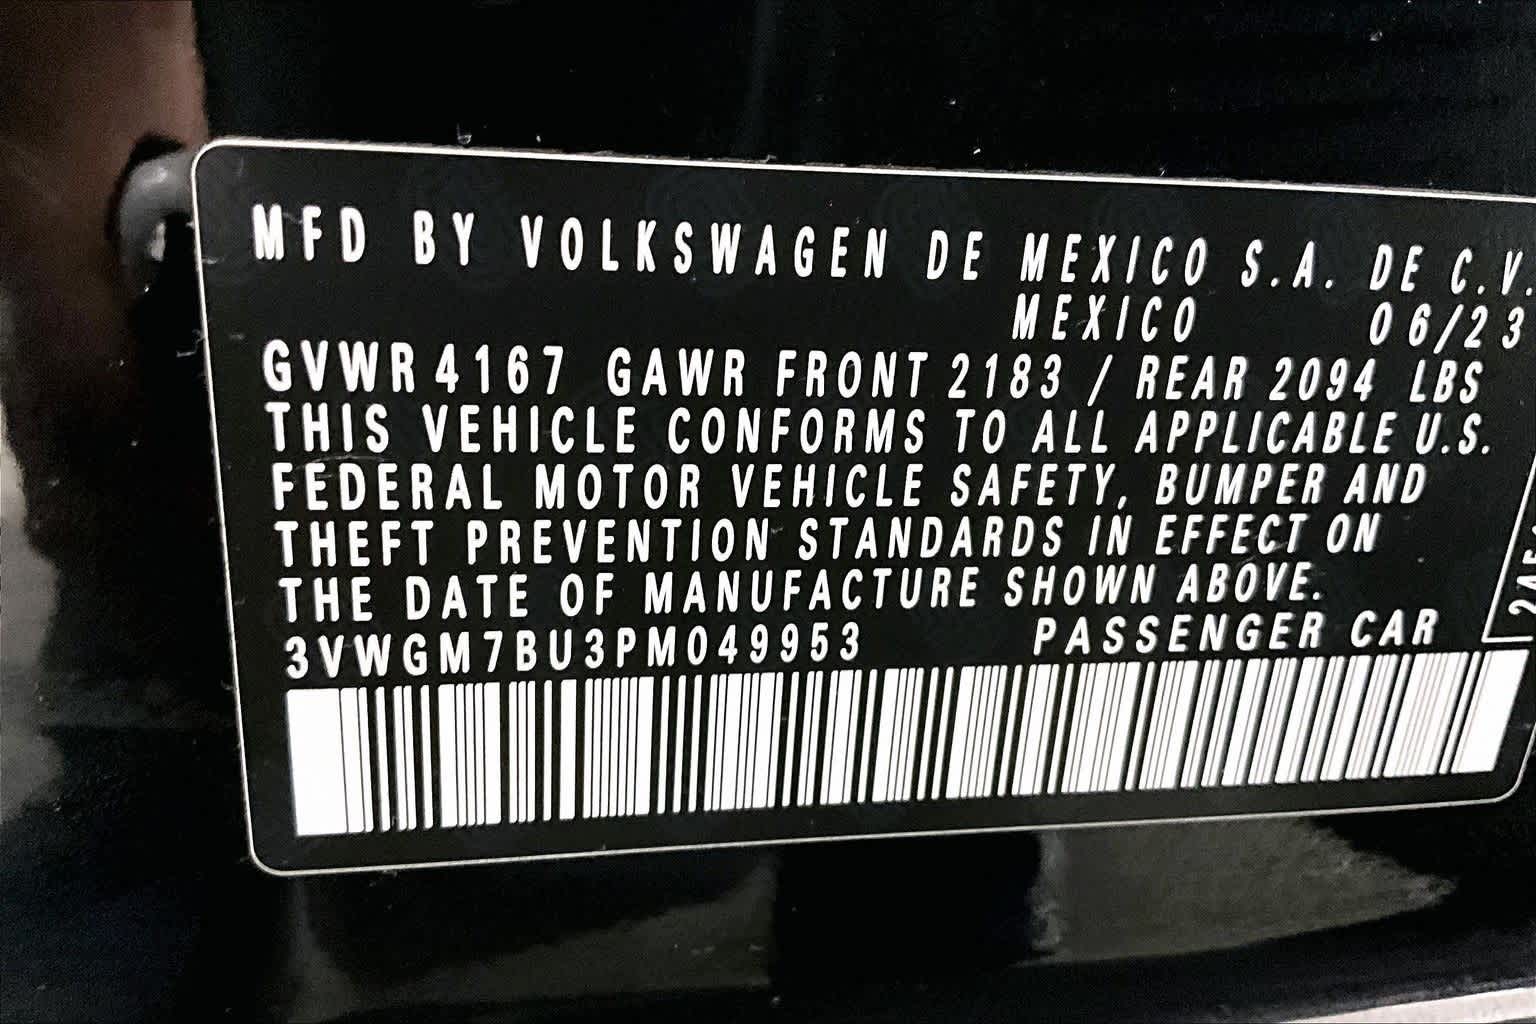 MFD BY VOLKSWAGEN DE MEXICO S.A. DE C.V.
MEXICO 06/23
GVWR 4167 GAWR FRONT 2183 / REAR 2094 LBS
THIS VEHICLE CONFORMS TO ALL APPLICABLE U.S.
FEDERAL MOTOR VEHICLE SAFETY, BUMPER AND
THEFT PREVENTION STANDARDS IN EFFECT ON
THE DATE OF MANUFACTURE SHOWN ABOVE.
3VWGM7BU3PM049953 PASSENGER CAR